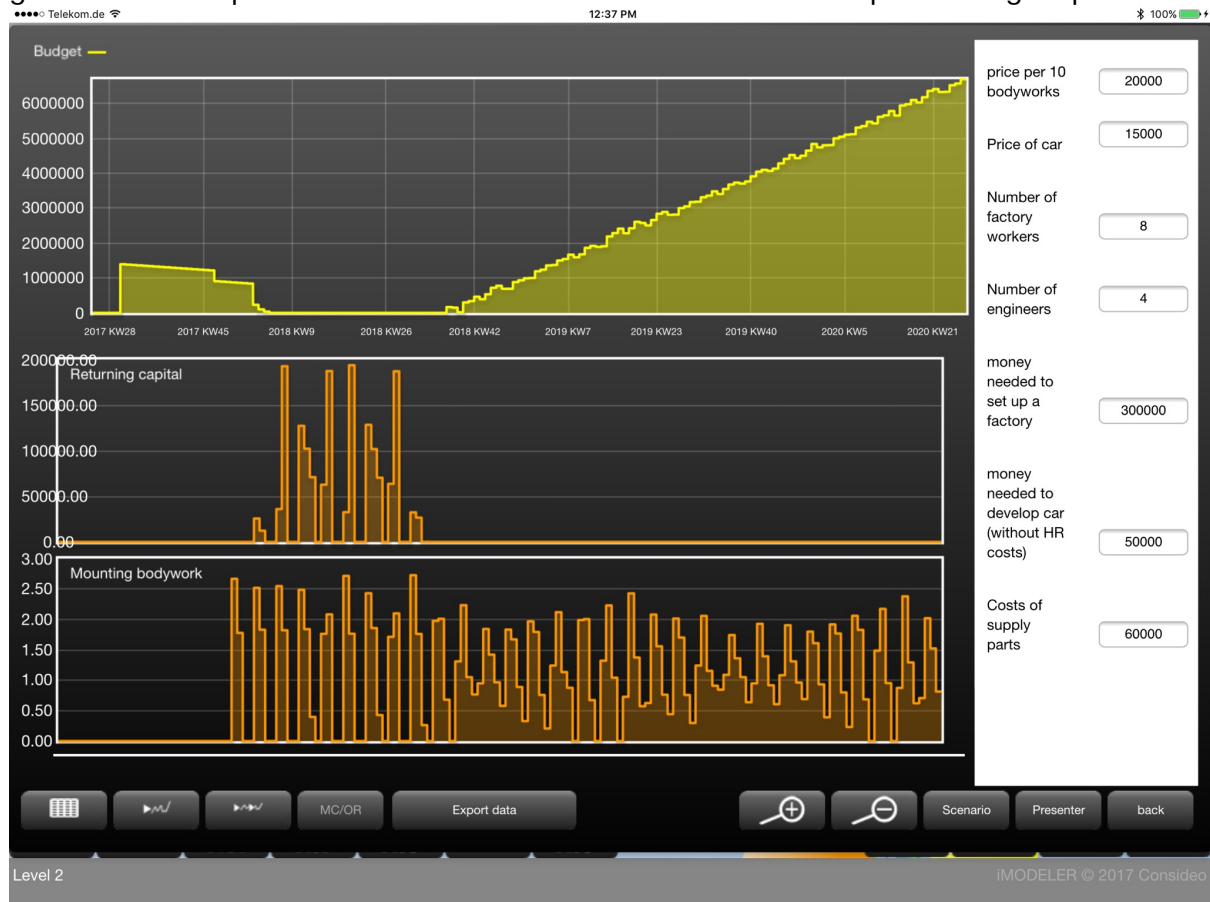 Telekom.de
12:37 PM
100%
Budget
6000000
5000000
4000000
3000000
2000000
1000000
0
2017 KW28 2017 KW45 2018 KW9 2018 KW26 2018 KW42 2019 KW7 2019 KW23 2019 KW40 2020 KW5 2020 KW21
200000.00
Returning capital
150000.00
100000.00
50000.00
0.00
3.00
Mounting bodywork
2.50
2.00
1.50
1.00
0.50
0.00
price per 10
bodyworks
20000
Price of car
15000
Number of
factory
workers
8
Number of
engineers
4
money
needed to
set up a
factory
300000
money
needed to
develop car
(without HR
costs)
50000
Costs of
supply
parts
60000
MC/OR
Export data
Scenario
Presenter
back
Level 2
iMODELER © 2017 Consideo